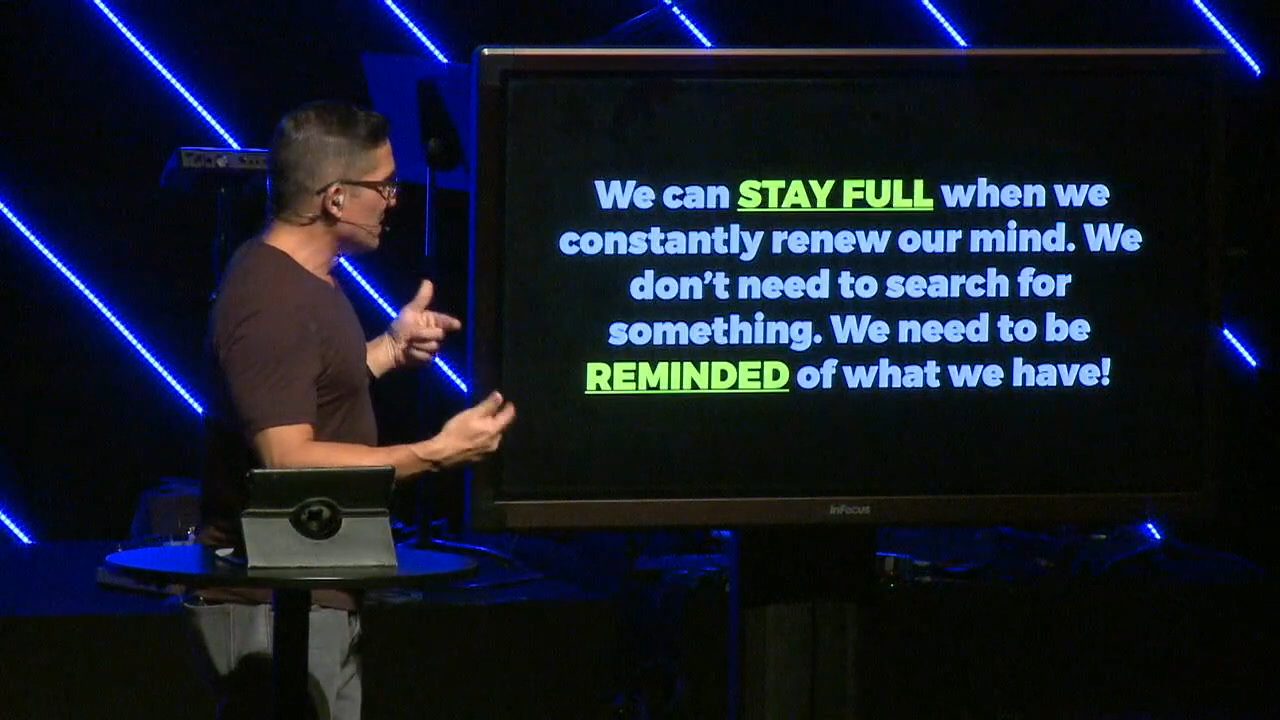 We can STAY FULL when we
constantly renew our mind. We
don't need to search for
something. We need to be
REMINDED of what we have!
InFocus